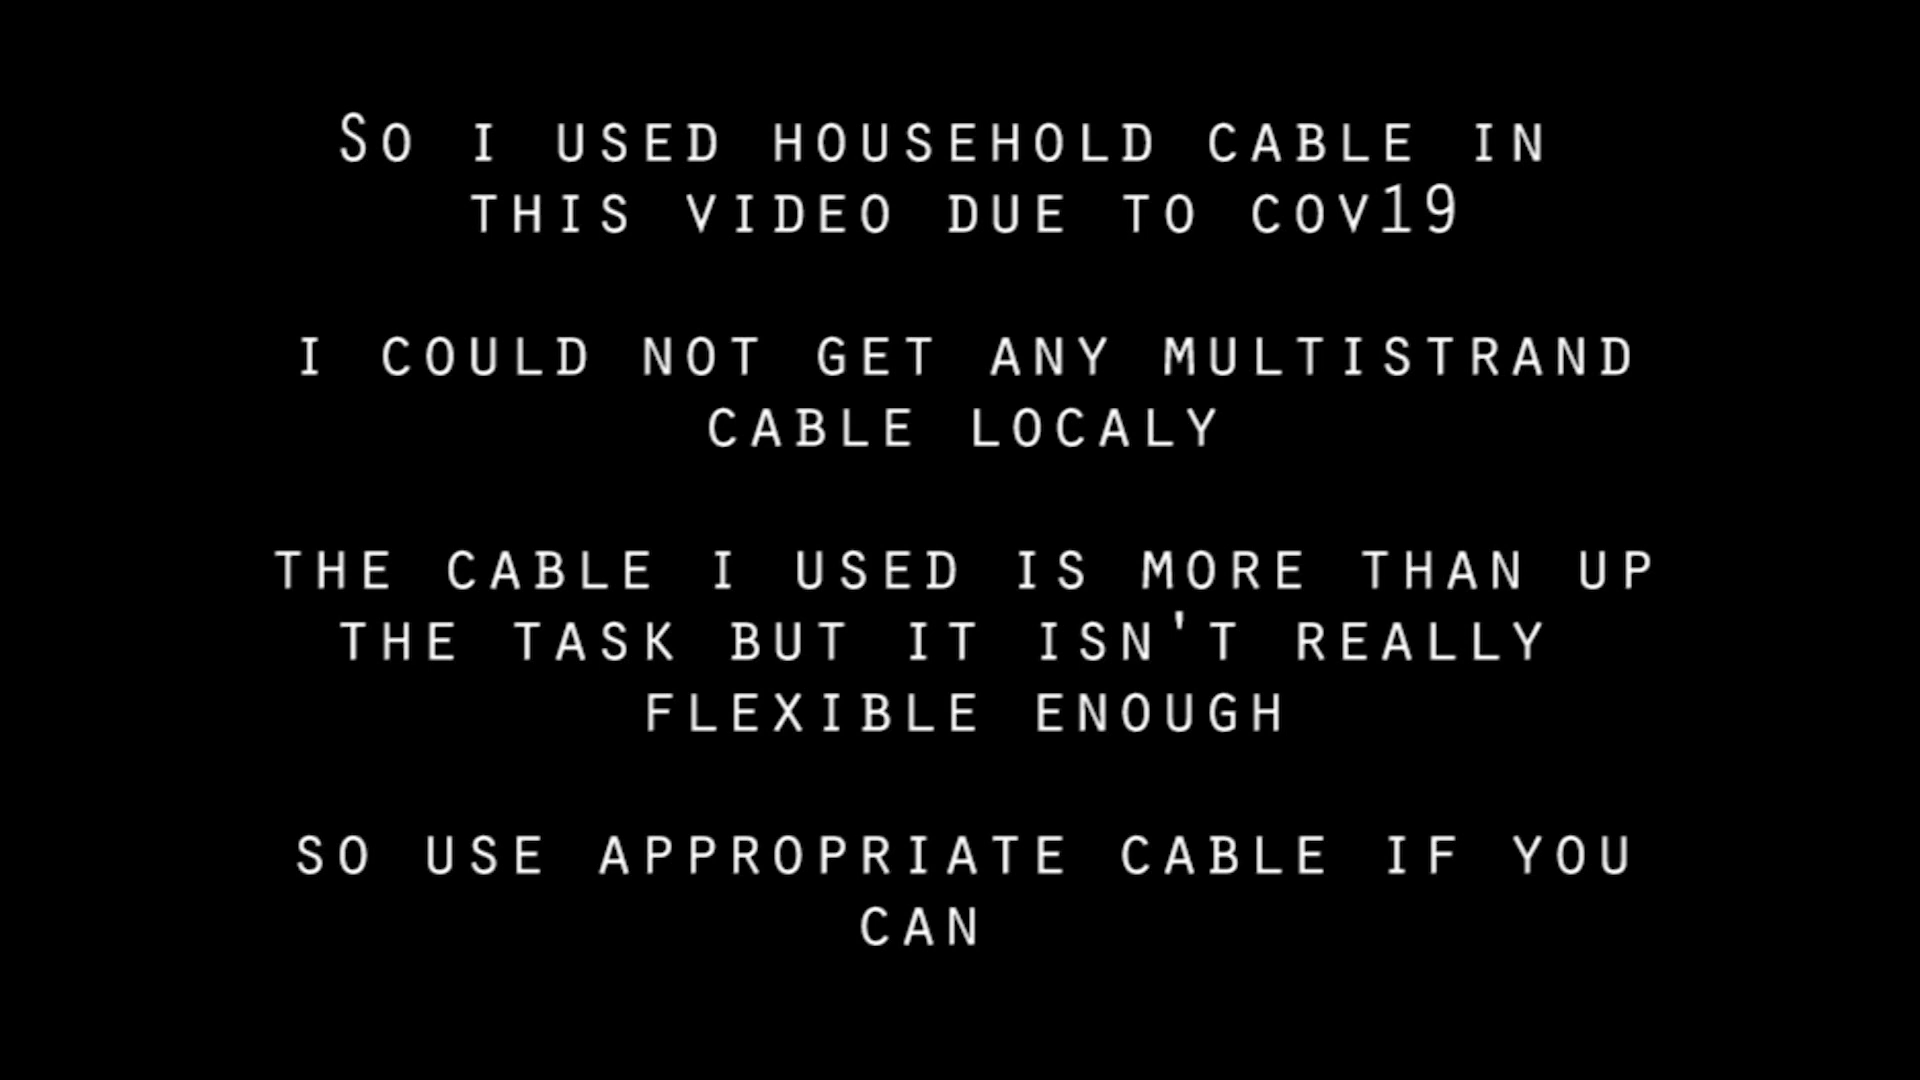 So i used household cable in
this video due to cov19
i could not get any multistrand
cable localy
the cable i used is more than up
the task but it isn't really
flexible enough
so use appropriate cable if you
can